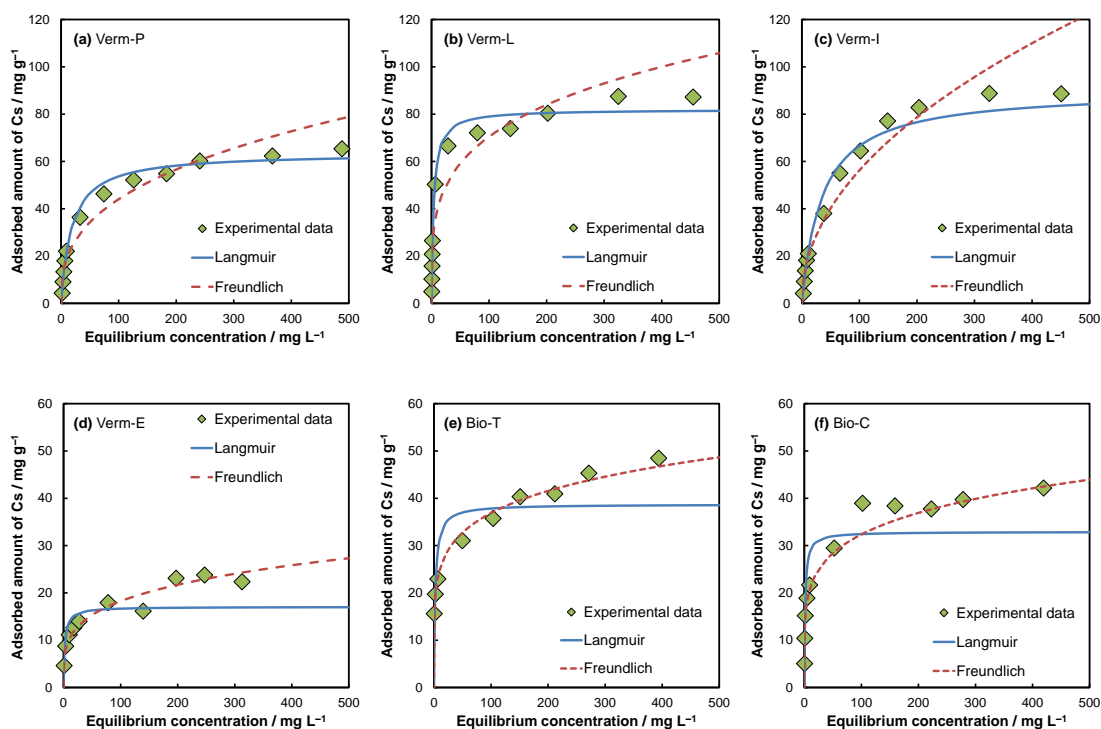 (a) Verm-P
Adsorbed amount of Cs / mg g⁻¹
120
100
80
60
40
20
0
Experimental data
Langmuir
Freundlich
0 100 200 300 400 500
Equilibrium concentration / mg L⁻¹
(b) Verm-L
Adsorbed amount of Cs / mg g⁻¹
120
100
80
60
40
20
0
Experimental data
Langmuir
Freundlich
0 100 200 300 400 500
Equilibrium concentration / mg L⁻¹
(c) Verm-I
Adsorbed amount of Cs / mg g⁻¹
120
100
80
60
40
20
0
Experimental data
Langmuir
Freundlich
0 100 200 300 400 500
Equilibrium concentration / mg L⁻¹
(d) Verm-E
Adsorbed amount of Cs / mg g⁻¹
60
50
40
30
20
10
0
Experimental data
Langmuir
Freundlich
0 100 200 300 400 500
Equilibrium concentration / mg L⁻¹
(e) Bio-T
Adsorbed amount of Cs / mg g⁻¹
60
50
40
30
20
10
0
Experimental data
Langmuir
Freundlich
0 100 200 300 400 500
Equilibrium concentration / mg L⁻¹
(f) Bio-C
Adsorbed amount of Cs / mg g⁻¹
60
50
40
30
20
10
0
Experimental data
Langmuir
Freundlich
0 100 200 300 400 500
Equilibrium concentration / mg L⁻¹